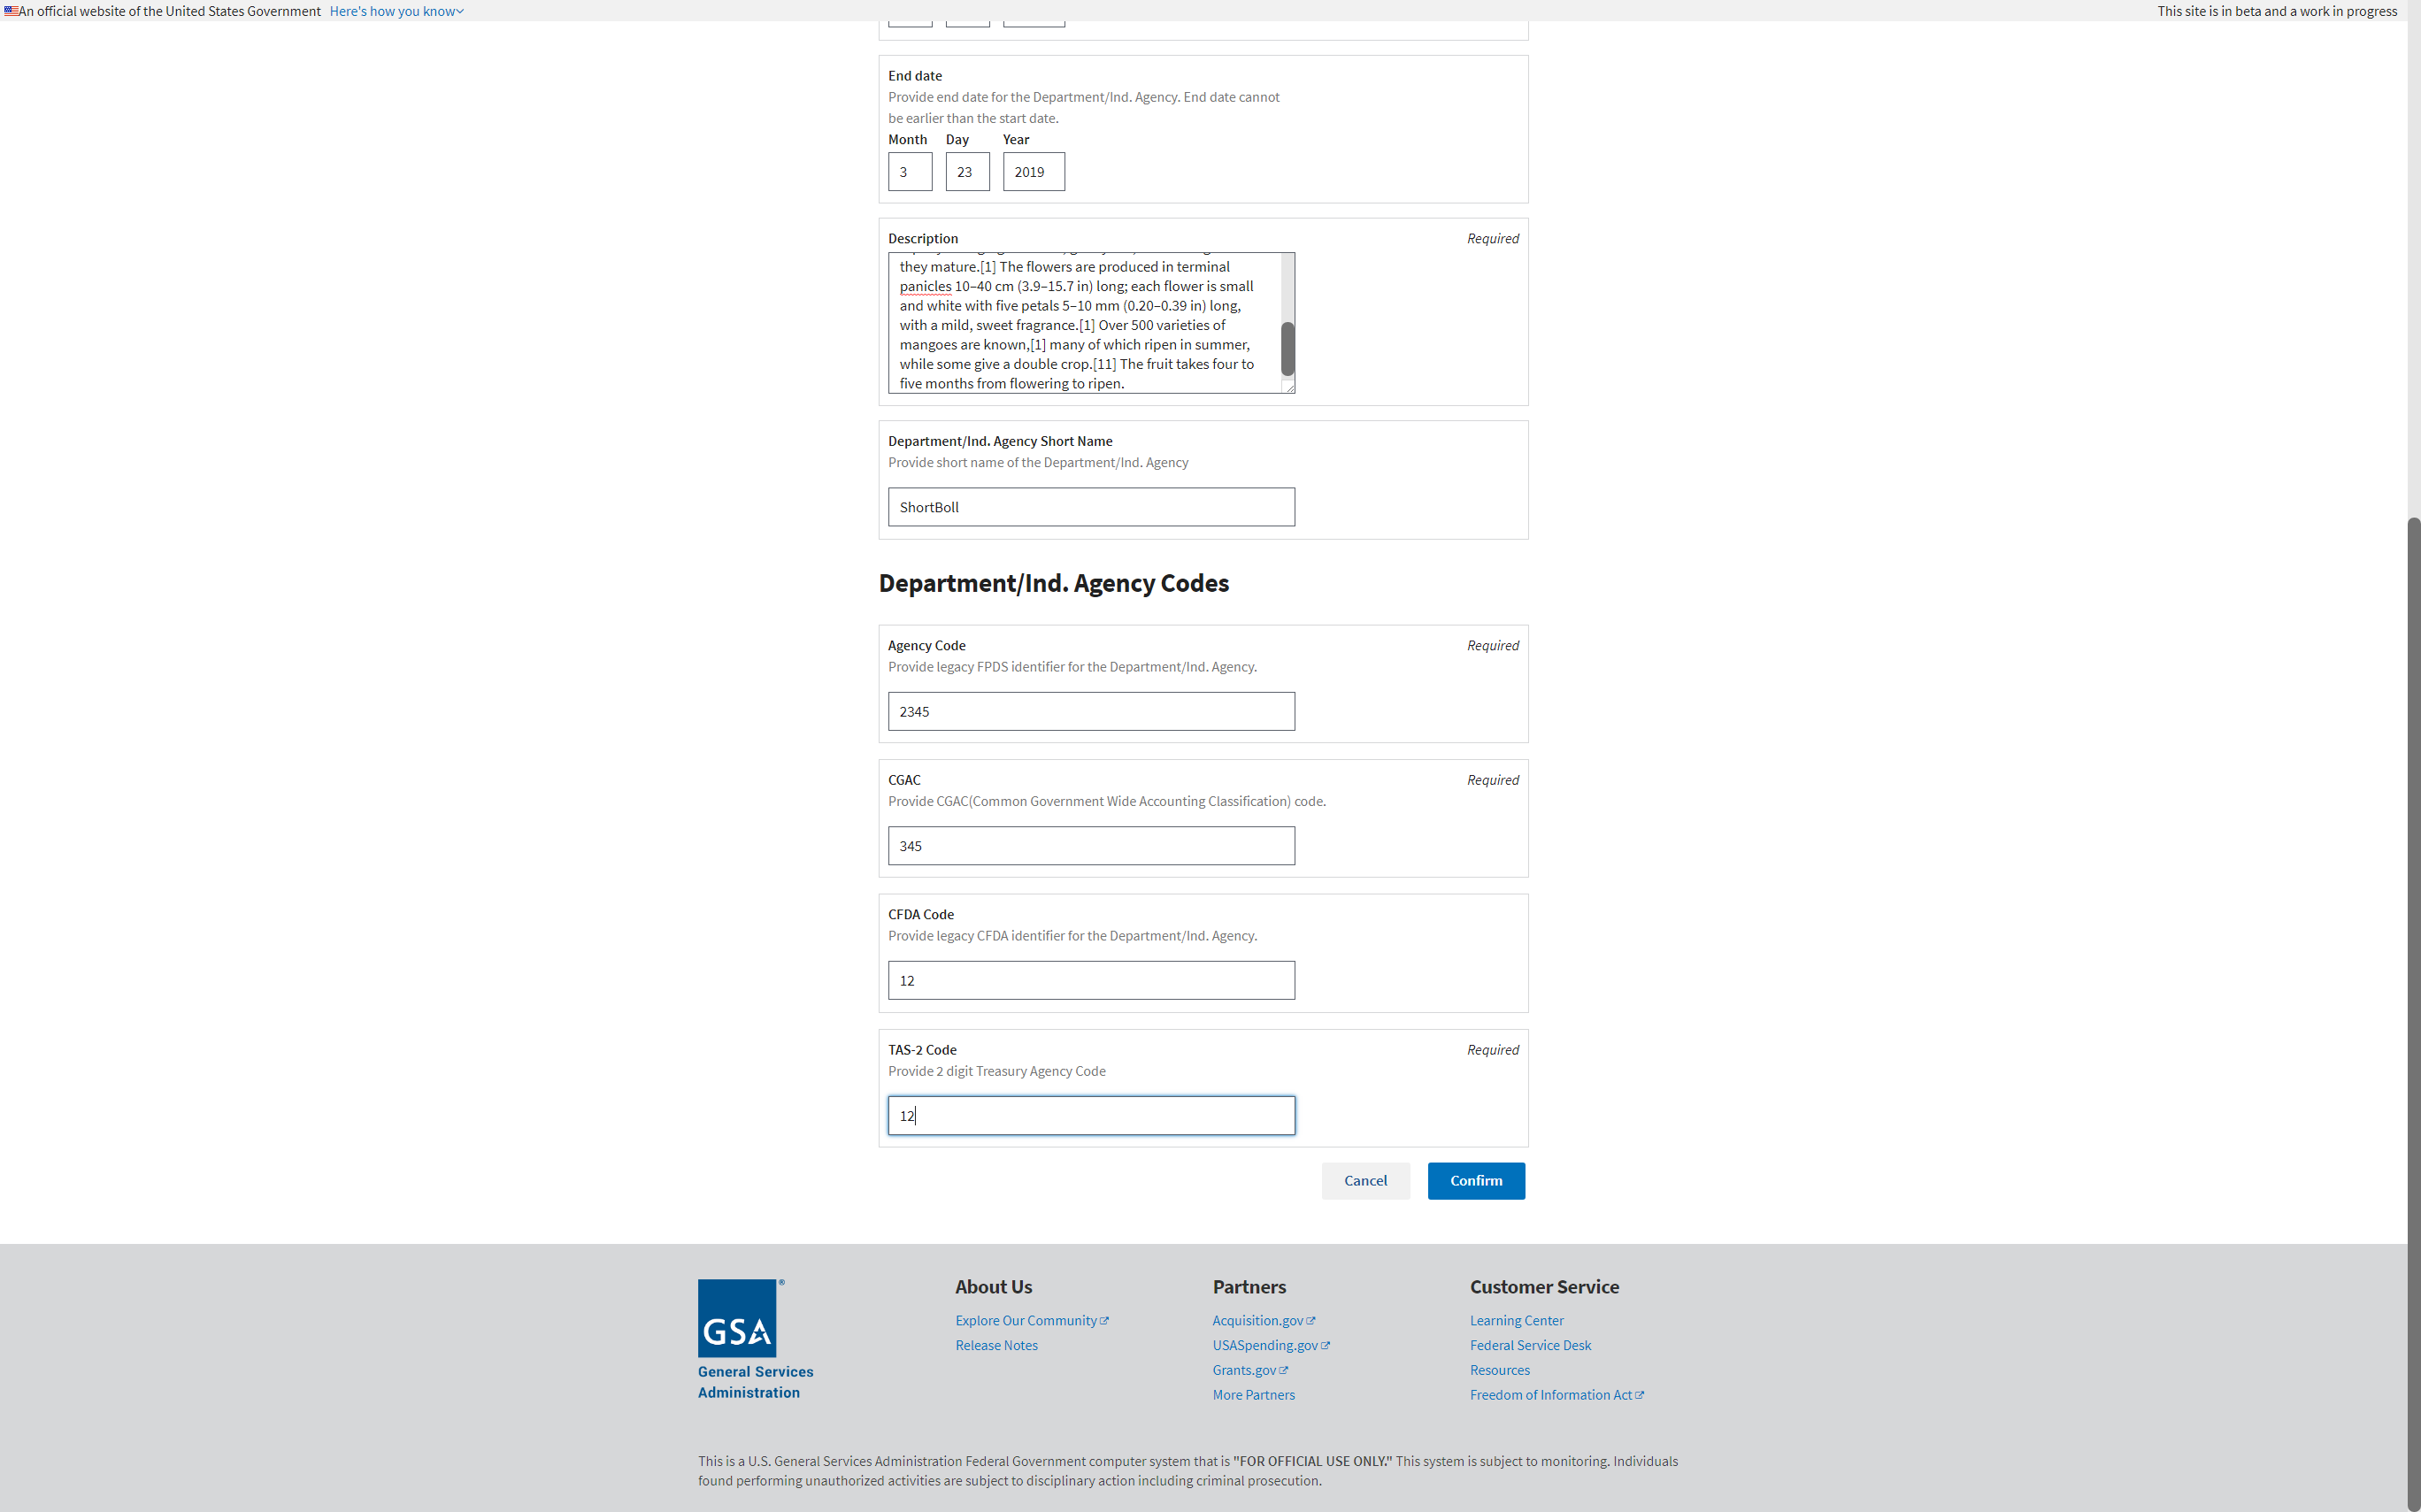 An official website of the United States Government Here's how you know
This site is in beta and a work in progress
End date
Provide end date for the Department/Ind. Agency. End date cannot
be earlier than the start date.
Month Day Year
3 23 2019
Description Required
they mature.[1] The flowers are produced in terminal
panicles 10–40 cm (3.9–15.7 in) long; each flower is small
and white with five petals 5–10 mm (0.20–0.39 in) long,
with a mild, sweet fragrance.[1] Over 500 varieties of
mangoes are known,[1] many of which ripen in summer,
while some give a double crop.[11] The fruit takes four to
five months from flowering to ripen.
Department/Ind. Agency Short Name
Provide short name of the Department/Ind. Agency
ShortBoll
Department/Ind. Agency Codes
Agency Code Required
Provide legacy FPDS identifier for the Department/Ind. Agency.
2345
CGAC Required
Provide CGAC(Common Government Wide Accounting Classification) code.
345
CFDA Code
Provide legacy CFDA identifier for the Department/Ind. Agency.
12
TAS-2 Code Required
Provide 2 digit Treasury Agency Code
12
Cancel Confirm
GSA ®
General Services
Administration
About Us
Explore Our Community
Release Notes
Partners
Acquisition.gov
USASpending.gov
Grants.gov
More Partners
Customer Service
Learning Center
Federal Service Desk
Resources
Freedom of Information Act
This is a U.S. General Services Administration Federal Government computer system that is "FOR OFFICIAL USE ONLY." This system is subject to monitoring. Individuals
found performing unauthorized activities are subject to disciplinary action including criminal prosecution.